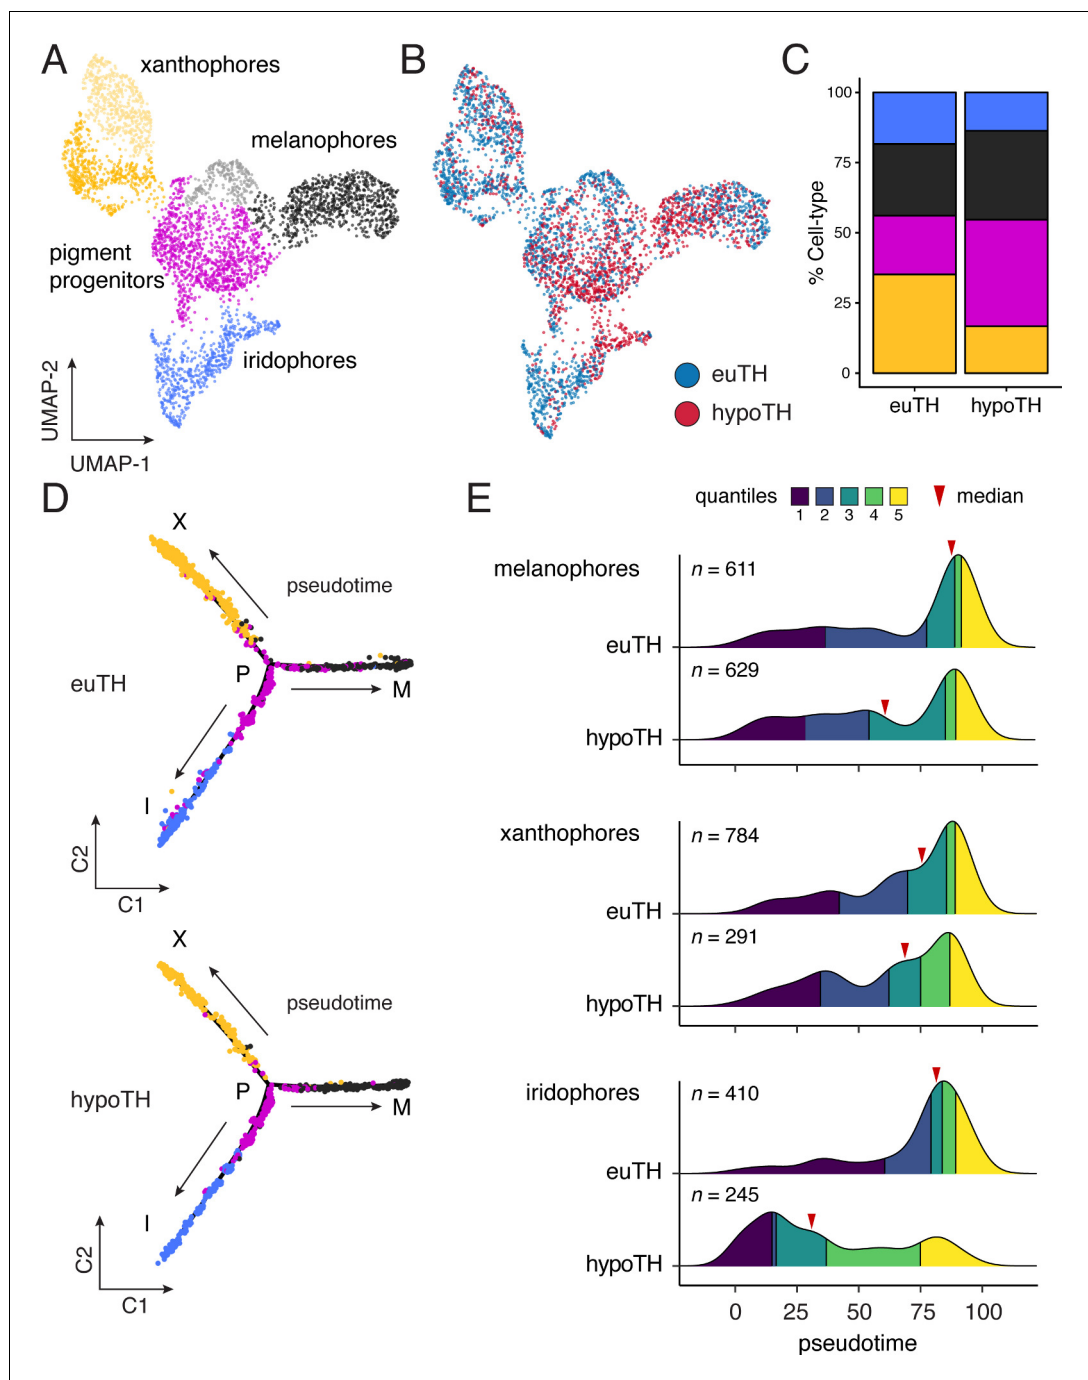 A
xanthophores
melanophores
pigment
progenitors
iridophores
UMAP-2
UMAP-1
B
euTH
hypoTH
C
% Cell-type
100
75
50
25
0
euTH
hypoTH
D
X
pseudotime
P
euTH
M
I
C2
C1
X
pseudotime
P
hypoTH
M
I
C2
C1
E
quantiles
1 2 3 4 5
median
melanophores
n = 611
euTH
n = 629
hypoTH
xanthophores
n = 784
euTH
n = 291
hypoTH
iridophores
n = 410
euTH
n = 245
hypoTH
0 25 50 75 100
pseudotime